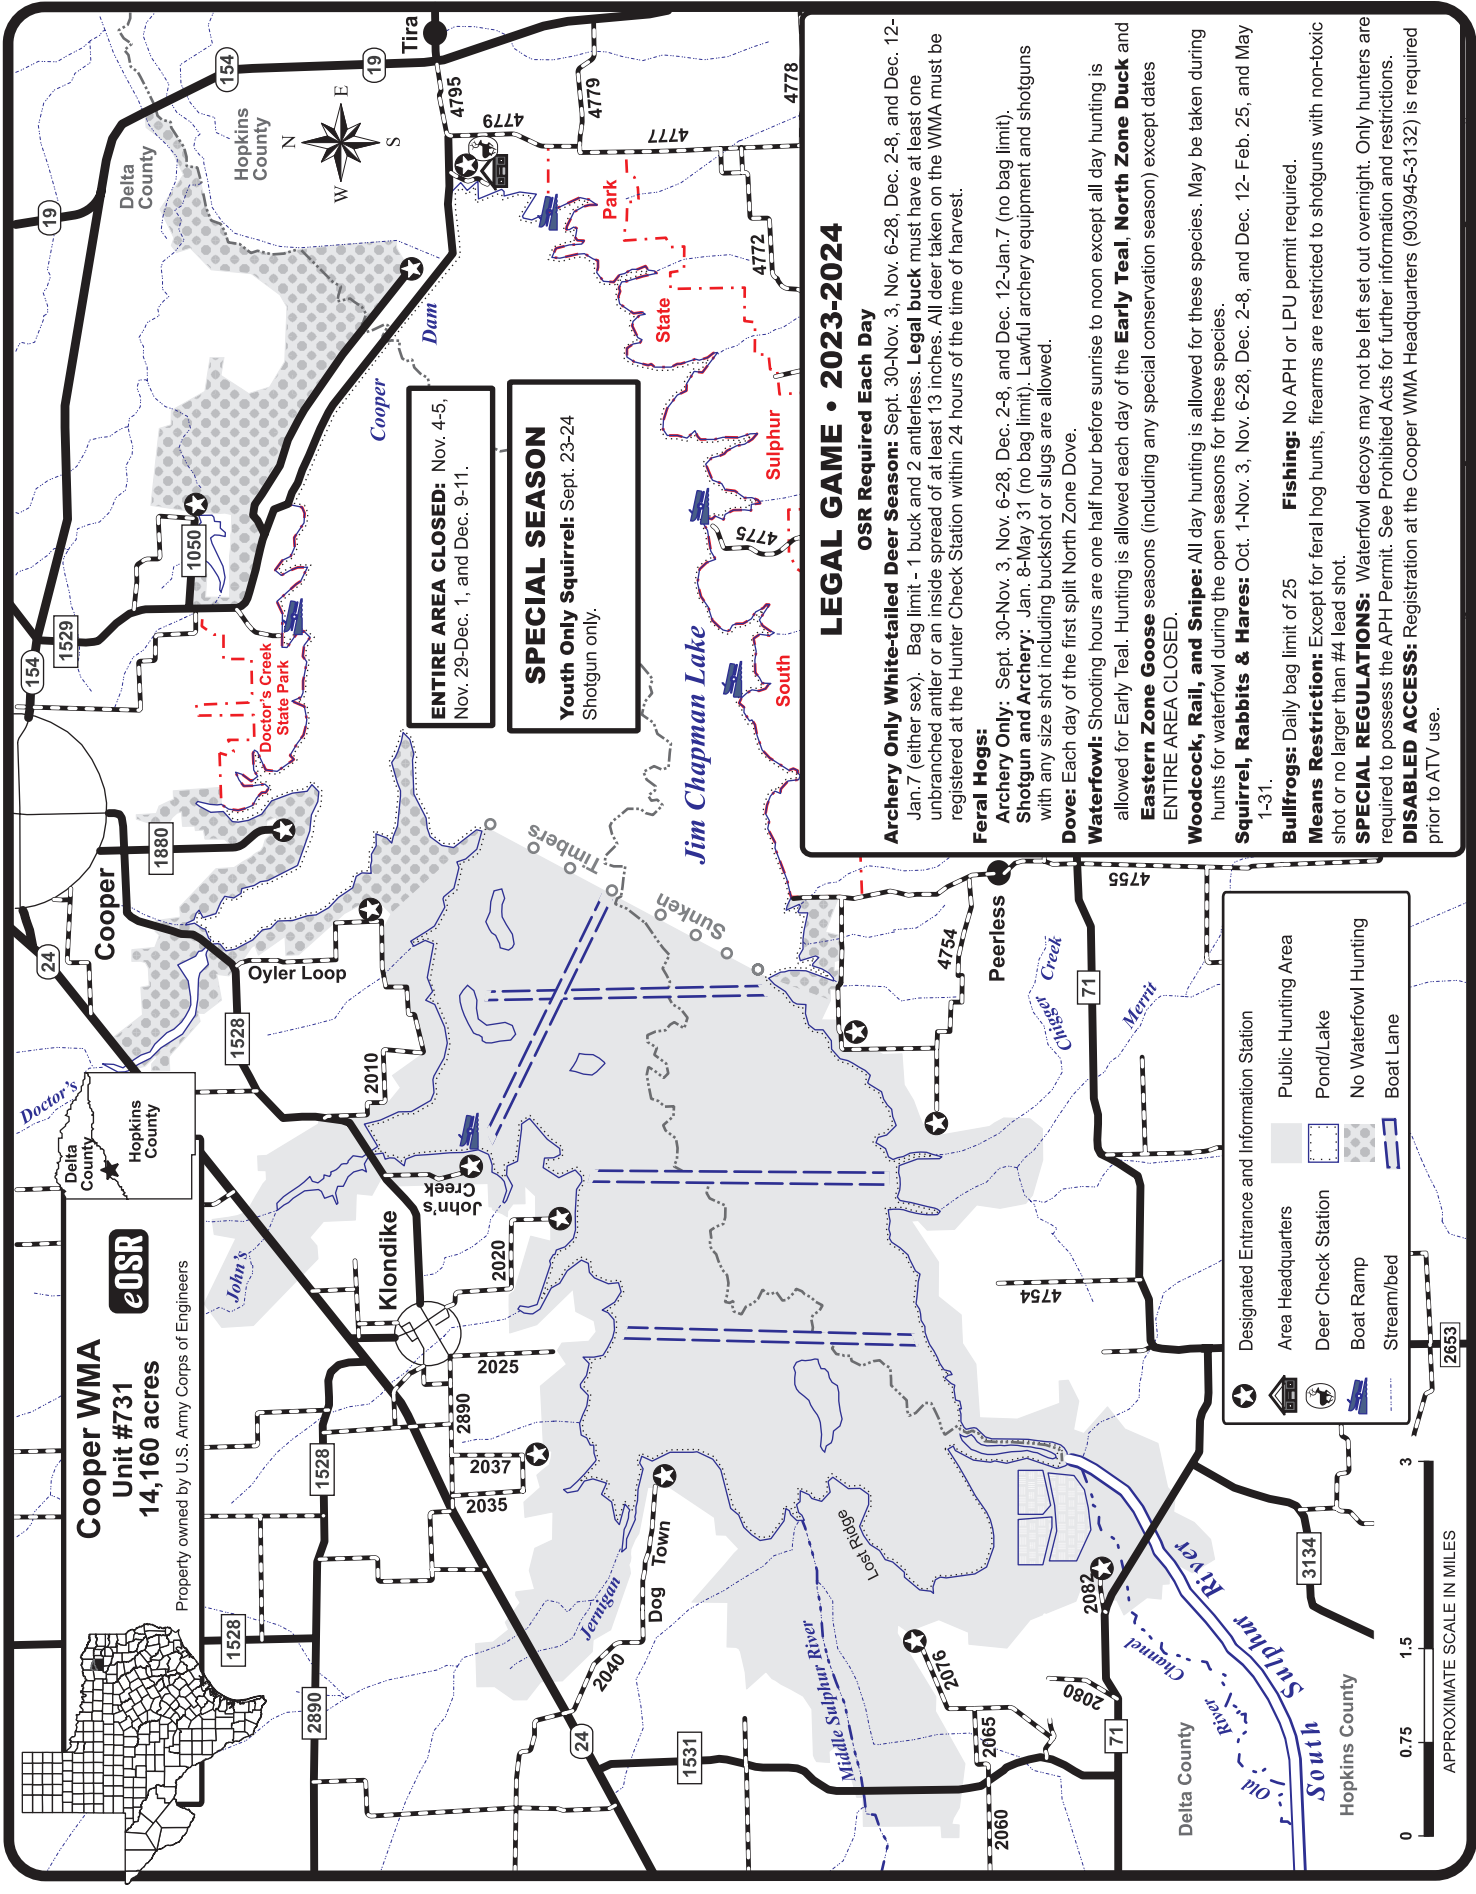 Cooper WMA
Unit #731
14,160 acres
eOSR
Property owned by U.S. Army Corps of Engineers
Delta
County
Hopkins
County
ENTIRE AREA CLOSED: Nov. 4-5,
Nov. 29-Dec. 1, and Dec. 9-11.
SPECIAL SEASON
Youth Only Squirrel: Sept. 23-24
Shotgun only.
LEGAL GAME • 2023-2024
OSR Required Each Day
Archery Only White-tailed Deer Season: Sept. 30-Nov. 3, Nov. 6-28, Dec. 2-8, and Dec. 12-
Jan.7 (either sex). Bag limit - 1 buck and 2 antlerless. Legal buck must have at least one
unbranched antler or an inside spread of at least 13 inches. All deer taken on the WMA must be
registered at the Hunter Check Station within 24 hours of the time of harvest.
Feral Hogs:
Archery Only: Sept. 30-Nov. 3, Nov. 6-28, Dec. 2-8, and Dec. 12-Jan.7 (no bag limit).
Shotgun and Archery: Jan. 8-May 31 (no bag limit). Lawful archery equipment and shotguns
with any size shot including buckshot or slugs are allowed.
Dove: Each day of the first split North Zone Dove.
Waterfowl: Shooting hours are one half hour before sunrise to noon except all day hunting is
allowed for Early Teal. Hunting is allowed each day of the Early Teal, North Zone Duck and
Eastern Zone Goose seasons (including any special conservation season) except dates
ENTIRE AREA CLOSED.
Woodcock, Rail, and Snipe: All day hunting is allowed for these species. May be taken during
hunts for waterfowl during the open seasons for these species.
Squirrel, Rabbits & Hares: Oct. 1-Nov. 3, Nov. 6-28, Dec. 2-8, and Dec. 12- Feb. 25, and May
1-31.
Bullfrogs: Daily bag limit of 25 Fishing: No APH or LPU permit required.
Means Restriction: Except for feral hog hunts, firearms are restricted to shotguns with non-toxic
shot or no larger than #4 lead shot.
SPECIAL REGULATIONS: Waterfowl decoys may not be left set out overnight. Only hunters are
required to possess the APH Permit. See Prohibited Acts for further information and restrictions.
DISABLED ACCESS: Registration at the Cooper WMA Headquarters (903/945-3132) is required
prior to ATV use.
Designated Entrance and Information Station
Area Headquarters
Public Hunting Area
Deer Check Station
Pond/Lake
Boat Ramp
No Waterfowl Hunting
Stream/bed
Boat Lane
0
0.75
1.5
3
APPROXIMATE SCALE IN MILES
N
E
S
W
Delta
County
Hopkins
County
Tira
19
154
19
154
1529
1050
4795
4779
4779
4777
4778
4772
4775
Cooper
Dam
Doctor's Creek
State Park
South
Sulphur
State
Park
Jim Chapman Lake
Sunken
Timbers
Cooper
1880
24
Oyler Loop
1528
2010
Doctor's
John's
Klondike
John's
Creek
2020
2025
2890
2037
2035
1528
1528
2890
Jernigan
Dog Town
2040
24
1531
Middle Sulphur River
Lost Ridge
2076
2065
2060
2080
2082
71
Delta County
Hopkins County
Old
River
Channel
South Sulphur River
3134
2653
4754
4754
4755
71
Peerless
Chigger Creek
Merrit